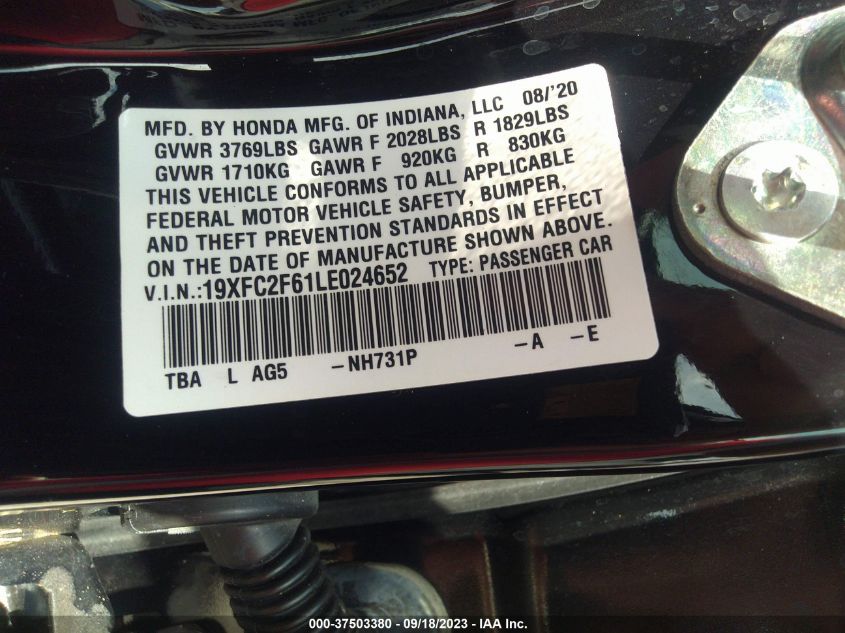 MFD. BY HONDA MFG. OF INDIANA, LLC 08/'20
GVWR 3769LBS GAWR F 2028LBS R 1829LBS
GVWR 1710KG GAWR F 920KG R 830KG
THIS VEHICLE CONFORMS TO ALL APPLICABLE
FEDERAL MOTOR VEHICLE SAFETY, BUMPER,
AND THEFT PREVENTION STANDARDS IN EFFECT
ON THE DATE OF MANUFACTURE SHOWN ABOVE.
V.I.N.:19XFC2F61LE024652 TYPE: PASSENGER CAR
TBA L AG5 -NH731P -A -E
000-37503380 - 09/18/2023 - IAA Inc.